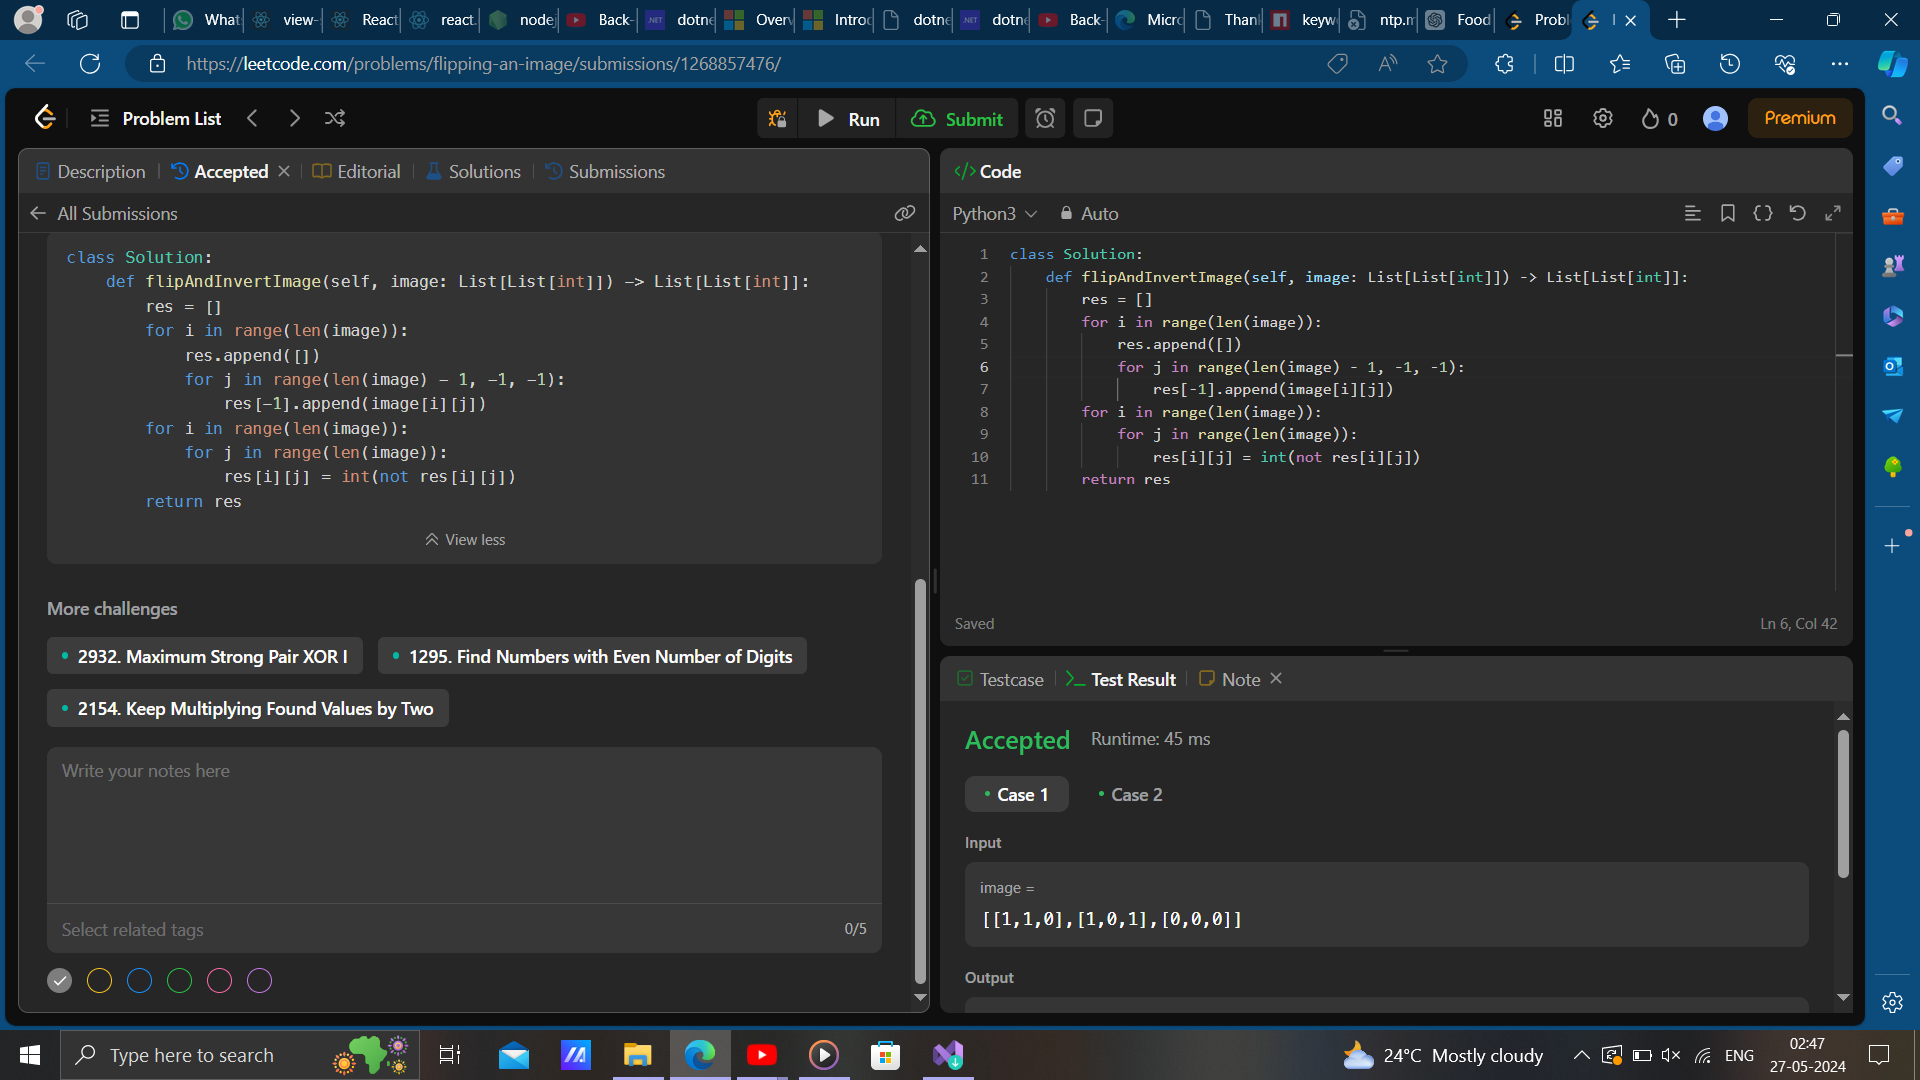 What
view-
React
react.
node
Back-
dotne
Overv
Introd
dotne
dotne
Back-
Micro
Than
keyw
ntp.m
Food
Probl
https://leetcode.com/problems/flipping-an-image/submissions/1268857476/
Problem List
Run
Submit
0
Premium
Description
Accepted
Editorial
Solutions
Submissions
All Submissions
class Solution:
def flipAndInvertImage(self, image: List[List[int]]) -> List[List[int]]:
res = []
for i in range(len(image)):
res.append([])
for j in range(len(image) - 1, -1, -1):
res[-1].append(image[i][j])
for i in range(len(image)):
for j in range(len(image)):
res[i][j] = int(not res[i][j])
return res
View less
More challenges
2932. Maximum Strong Pair XOR I
1295. Find Numbers with Even Number of Digits
2154. Keep Multiplying Found Values by Two
Write your notes here
Select related tags
0/5
</> Code
Python3
Auto
1 class Solution:
2 def flipAndInvertImage(self, image: List[List[int]]) -> List[List[int]]:
3 res = []
4 for i in range(len(image)):
5 res.append([])
6 for j in range(len(image) - 1, -1, -1):
7 res[-1].append(image[i][j])
8 for i in range(len(image)):
9 for j in range(len(image)):
10 res[i][j] = int(not res[i][j])
11 return res
Saved
Ln 6, Col 42
Testcase
Test Result
Note
Accepted
Runtime: 45 ms
Case 1
Case 2
Input
image =
[[1,1,0],[1,0,1],[0,0,0]]
Output
Type here to search
24°C Mostly cloudy
ENG
02:47
27-05-2024